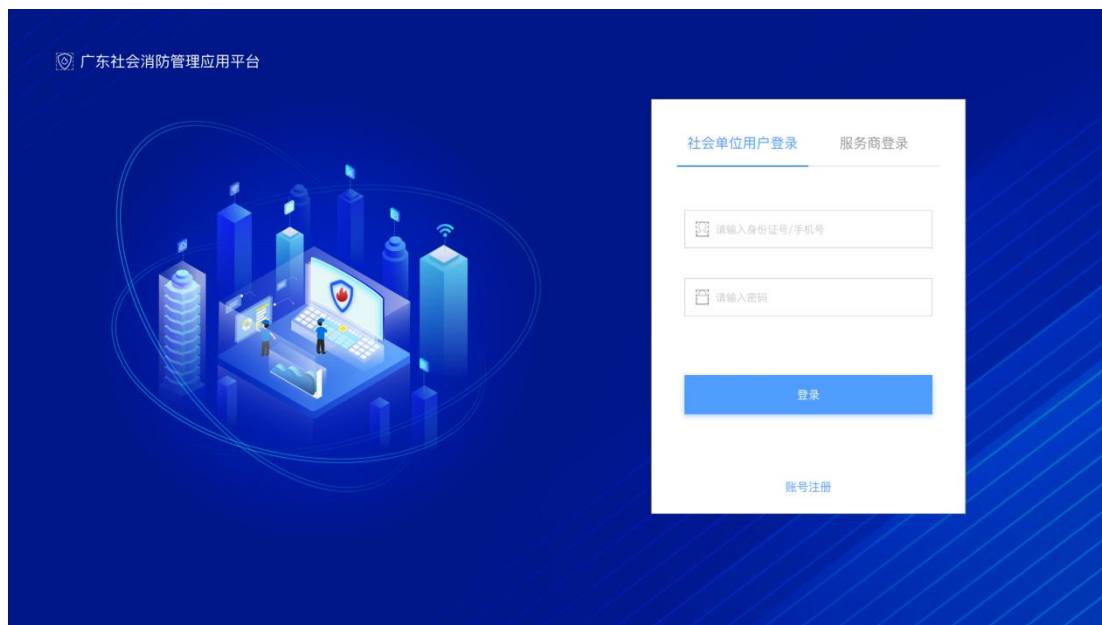 广东社会消防管理应用平台
社会单位用户登录 服务商登录
请输入身份证号/手机号
请输入密码
登录
账号注册